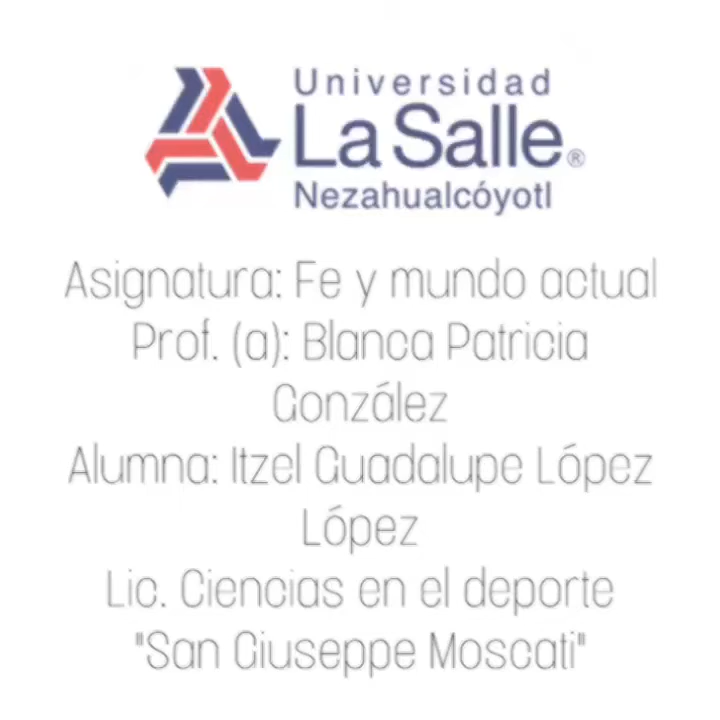 Universidad
La Salle®
Nezahualcóyotl
Asignatura: Fe y mundo actual
Prof. (a): Blanca Patricia
González
Alumna: Itzel Guadalupe López
López
Lic. Ciencias en el deporte
"San Giuseppe Moscati"